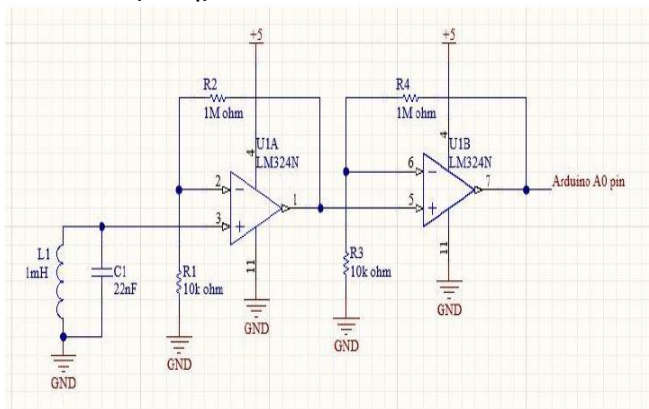 +5
+5
R2
1M ohm
R4
1M ohm
4
U1A
LM324N
4
U1B
LM324N
2
1
3
6
7
5
Arduino A0 pin
L1
1mH
C1
22nF
R1
10k ohm
11
R3
10k ohm
11
GND
GND
GND
GND
GND